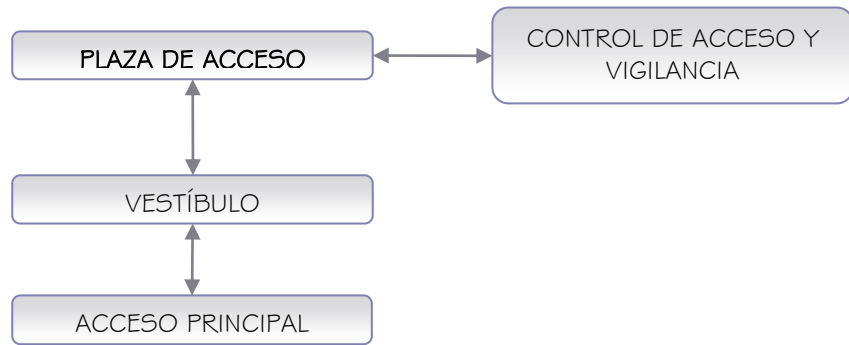 PLAZA DE ACCESO
CONTROL DE ACCESO Y
VIGILANCIA
VESTÍBULO
ACCESO PRINCIPAL